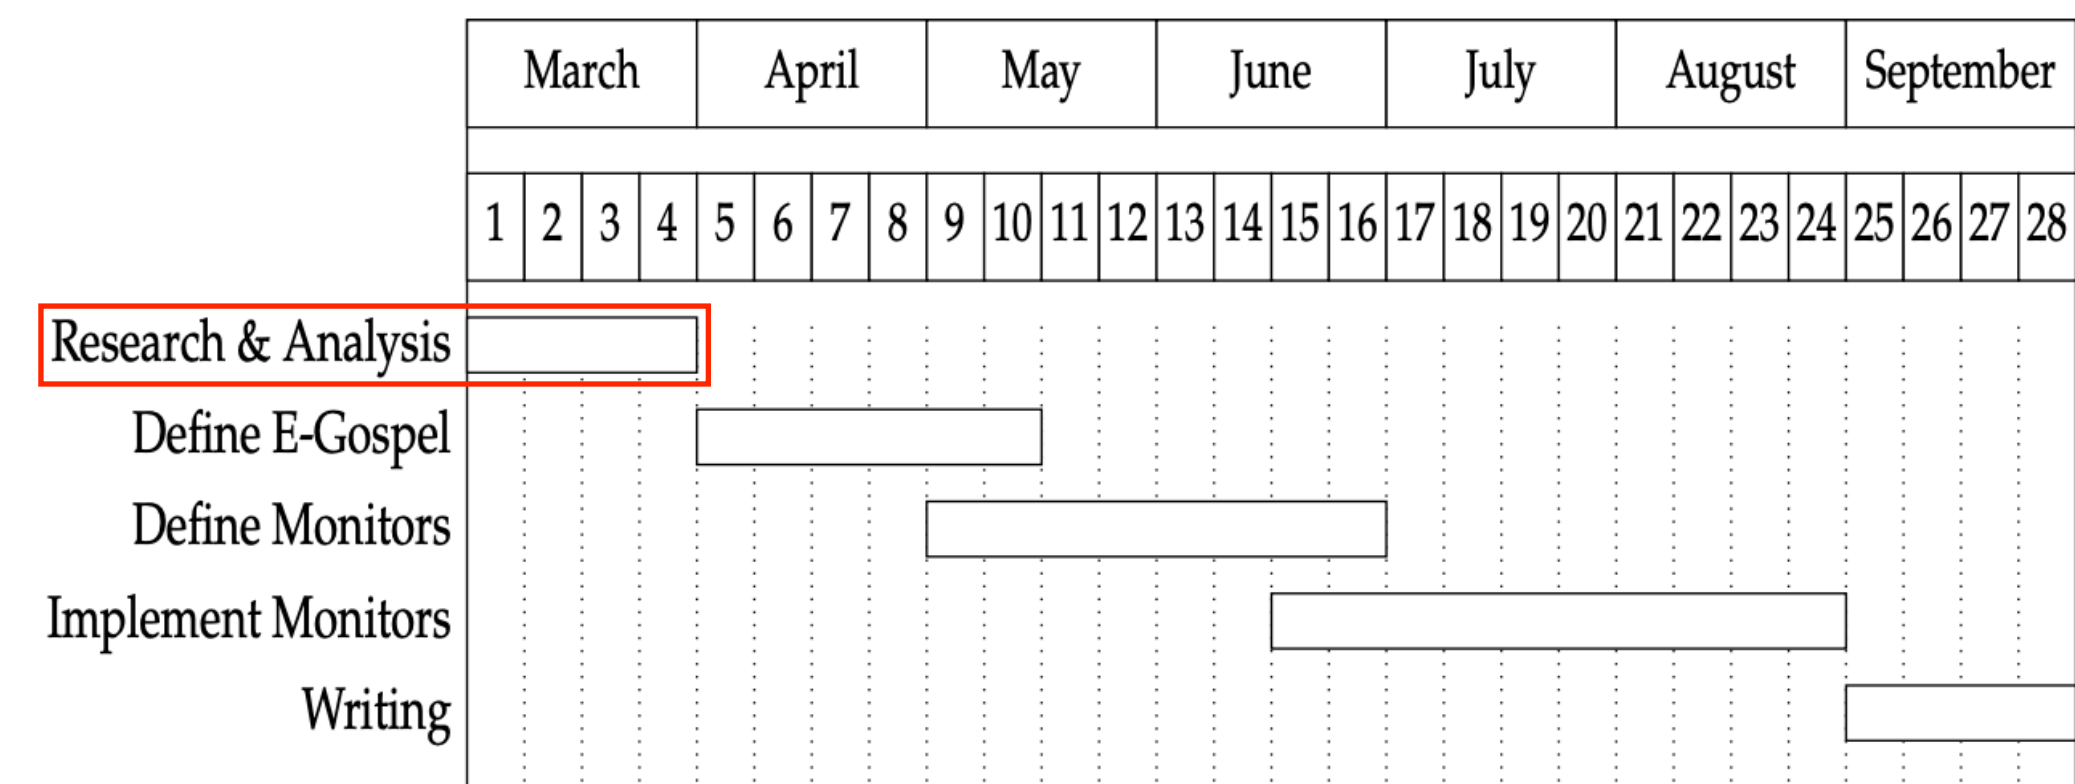 March April May June July August September
1 2 3 4 5 6 7 8 9 10 11 12 13 14 15 16 17 18 19 20 21 22 23 24 25 26 27 28
Research & Analysis
Define E-Gospel
Define Monitors
Implement Monitors
Writing